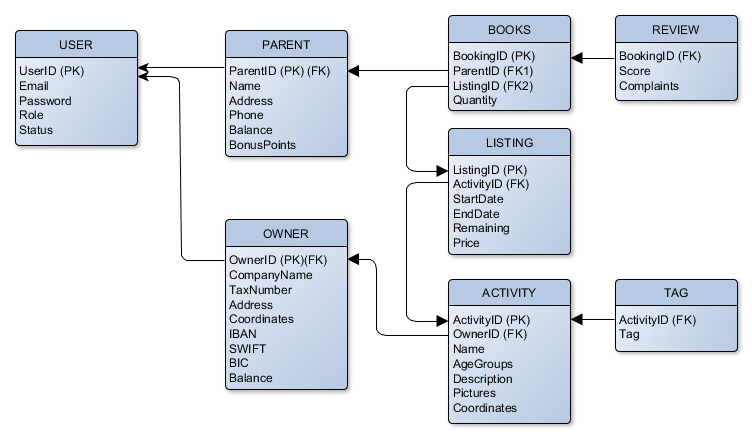 USER
UserID (PK)
Email
Password
Role
Status
PARENT
ParentID (PK) (FK)
Name
Address
Phone
Balance
BonusPoints
BOOKS
BookingID (PK)
ParentID (FK1)
ListingID (FK2)
Quantity
REVIEW
BookingID (FK)
Score
Complaints
LISTING
ListingID (PK)
ActivityID (FK)
StartDate
EndDate
Remaining
Price
OWNER
OwnerID (PK)(FK)
CompanyName
TaxNumber
Address
Coordinates
IBAN
SWIFT
BIC
Balance
ACTIVITY
ActivityID (PK)
OwnerID (FK)
Name
AgeGroups
Description
Pictures
Coordinates
TAG
ActivityID (FK)
Tag